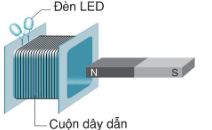 Đèn LED
N
S
Cuộn dây dẫn